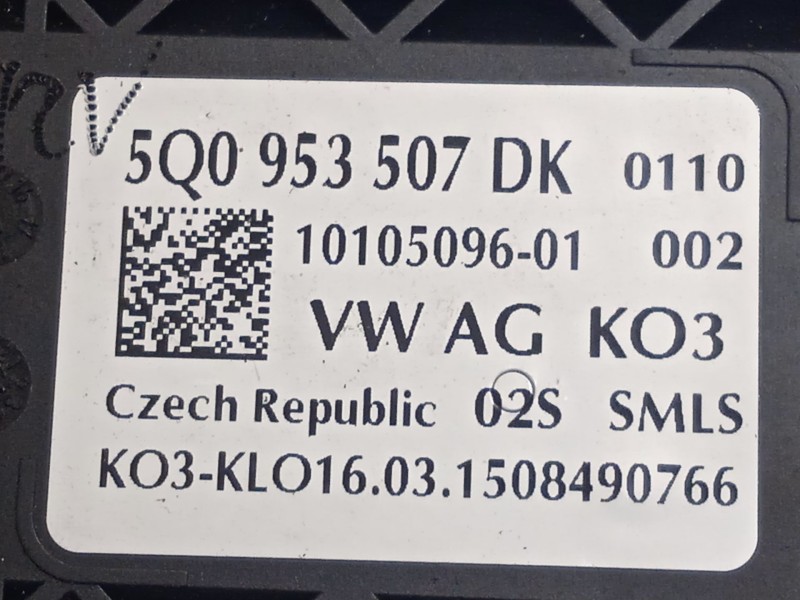 5Q0 953 507 DK 0110
10105096-01 002
VW AG KO3
Czech Republic 02S SMLS
KO3-KLO16.03.1508490766